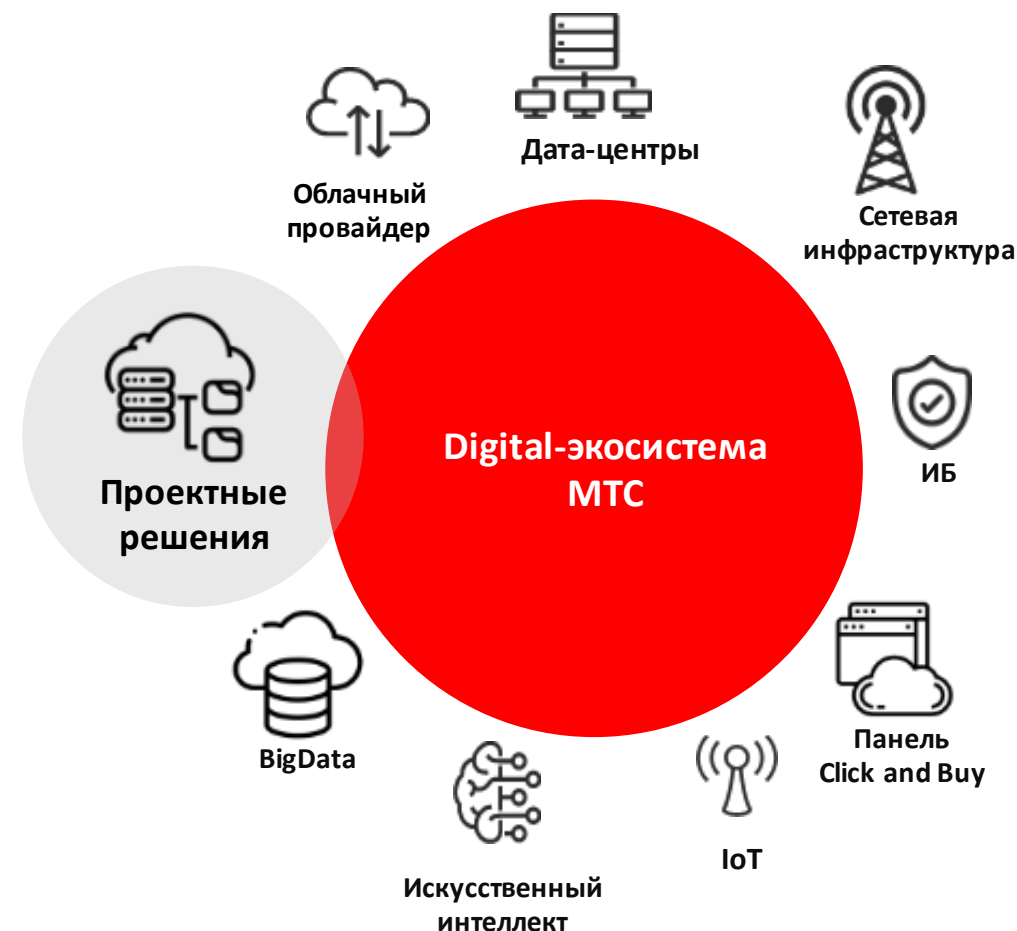 Дата-центры
Облачный
провайдер
Сетевая
инфраструктура
Digital-экосистема
МТС
ИБ
Проектные
решения
Панель
Click and Buy
BigData
IoT
Искусственный
интеллект